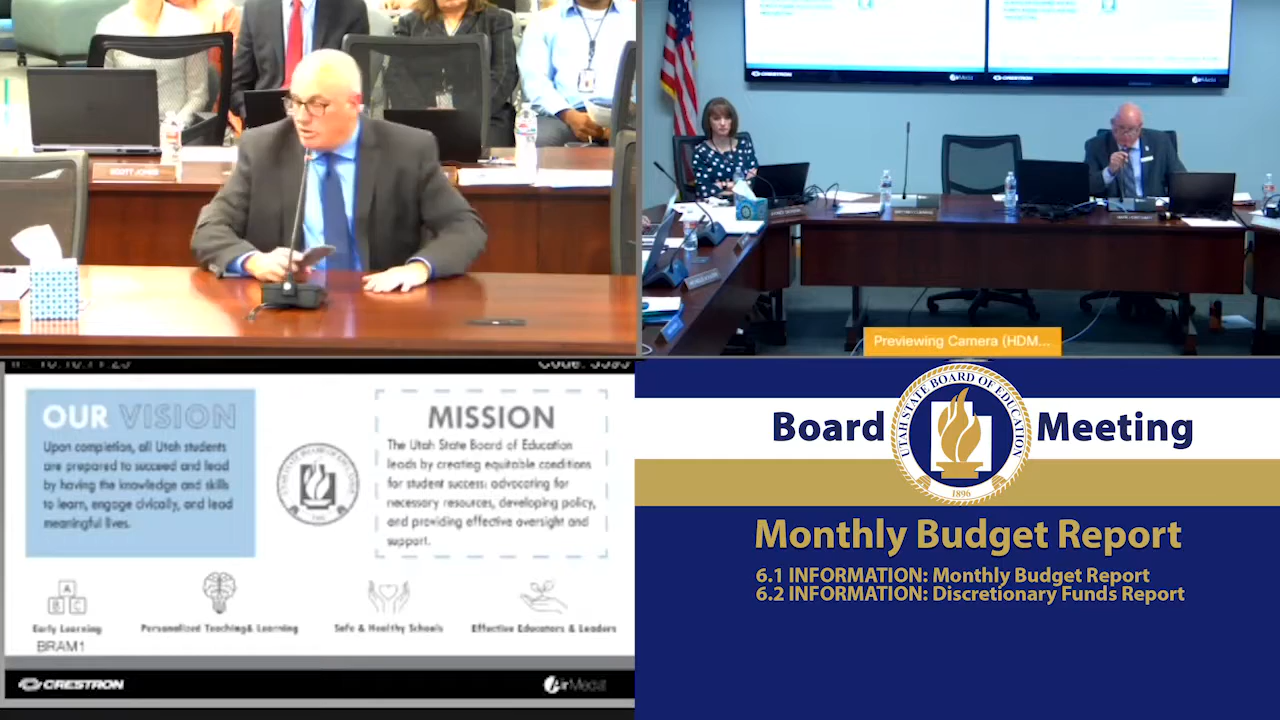 SCOTT JONES
CRESTRON
AirMedia
CRESTRON
AirMedia
Previewing Camera (HDM...
Code: 5595
OUR VISION
Upon completion, all Utah students
are prepared to succeed and lead
by having the knowledge and skills
to learn, engage civically, and lead
meaningful lives.
MISSION
The Utah State Board of Education
leads by creating equitable conditions
for student success: advocating for
necessary resources, developing policy,
and providing effective oversight and
support.
Early Learning
Personalized Teaching & Learning
Safe & Healthy Schools
Effective Educators & Leaders
BRAM1
CRESTRON
AirMedia
Board Meeting
UTAH STATE BOARD OF EDUCATION
1896
Monthly Budget Report
6.1 INFORMATION: Monthly Budget Report
6.2 INFORMATION: Discretionary Funds Report